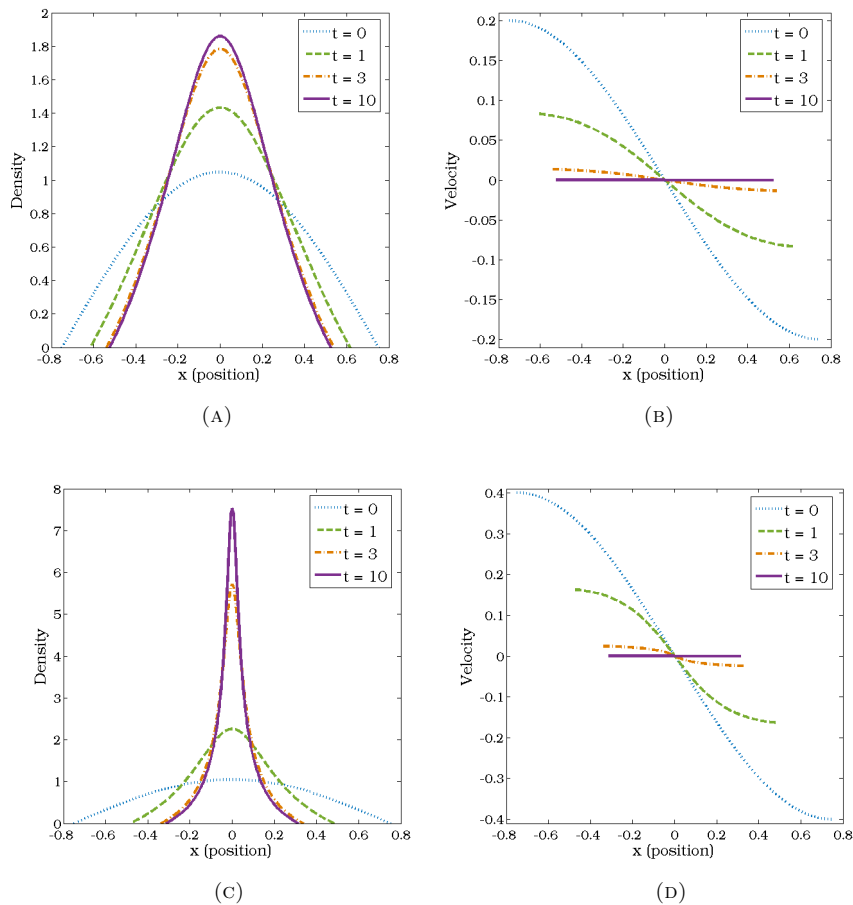 2
1.8
1.6
1.4
1.2
1
0.8
0.6
0.4
0.2
0
Density
-0.8 -0.6 -0.4 -0.2 0 0.2 0.4 0.6 0.8
x (position)
t = 0
t = 1
t = 3
t = 10
(A)
0.2
0.15
0.1
0.05
0
-0.05
-0.1
-0.15
-0.2
Velocity
-0.8 -0.6 -0.4 -0.2 0 0.2 0.4 0.6 0.8
x (position)
t = 0
t = 1
t = 3
t = 10
(B)
8
7
6
5
4
3
2
1
0
Density
-0.8 -0.6 -0.4 -0.2 0 0.2 0.4 0.6 0.8
x (position)
t = 0
t = 1
t = 3
t = 10
(C)
0.4
0.3
0.2
0.1
0
-0.1
-0.2
-0.3
-0.4
Velocity
-0.8 -0.6 -0.4 -0.2 0 0.2 0.4 0.6 0.8
x (position)
t = 0
t = 1
t = 3
t = 10
(D)